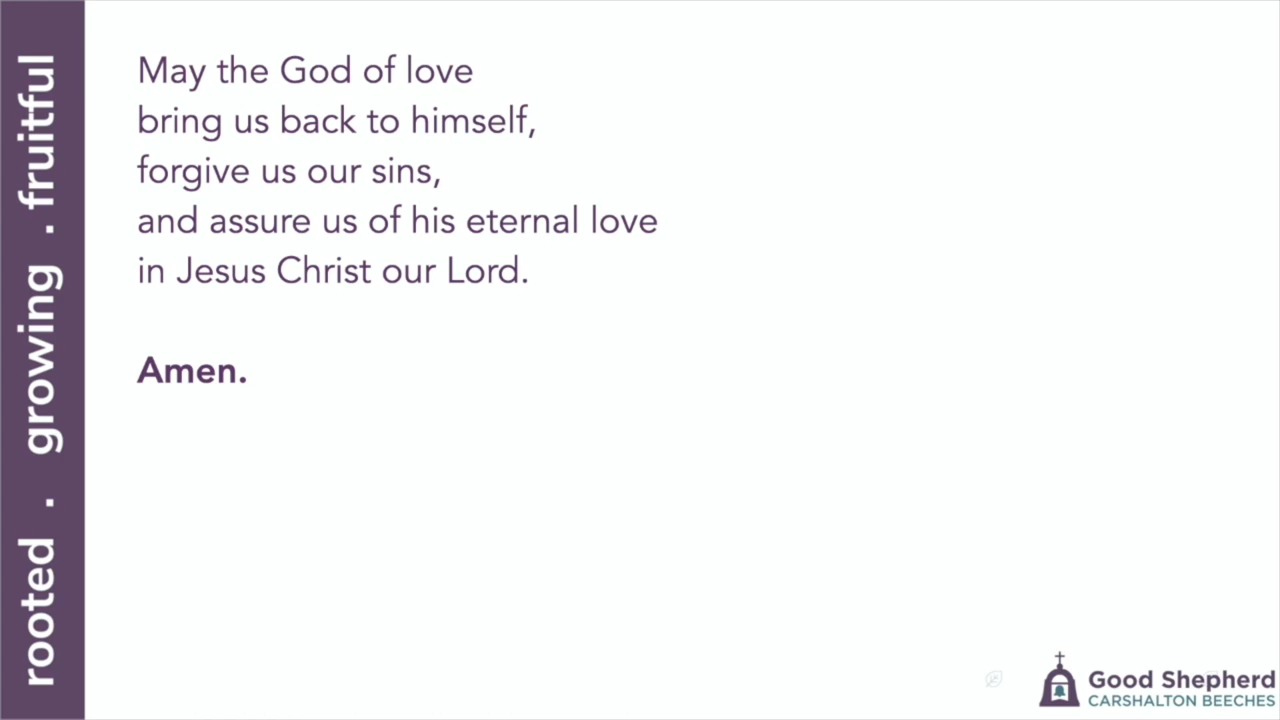 rooted . growing . fruitful
May the God of love
bring us back to himself,
forgive us our sins,
and assure us of his eternal love
in Jesus Christ our Lord.
Amen.
Good Shepherd
CARSHALTON BEECHES